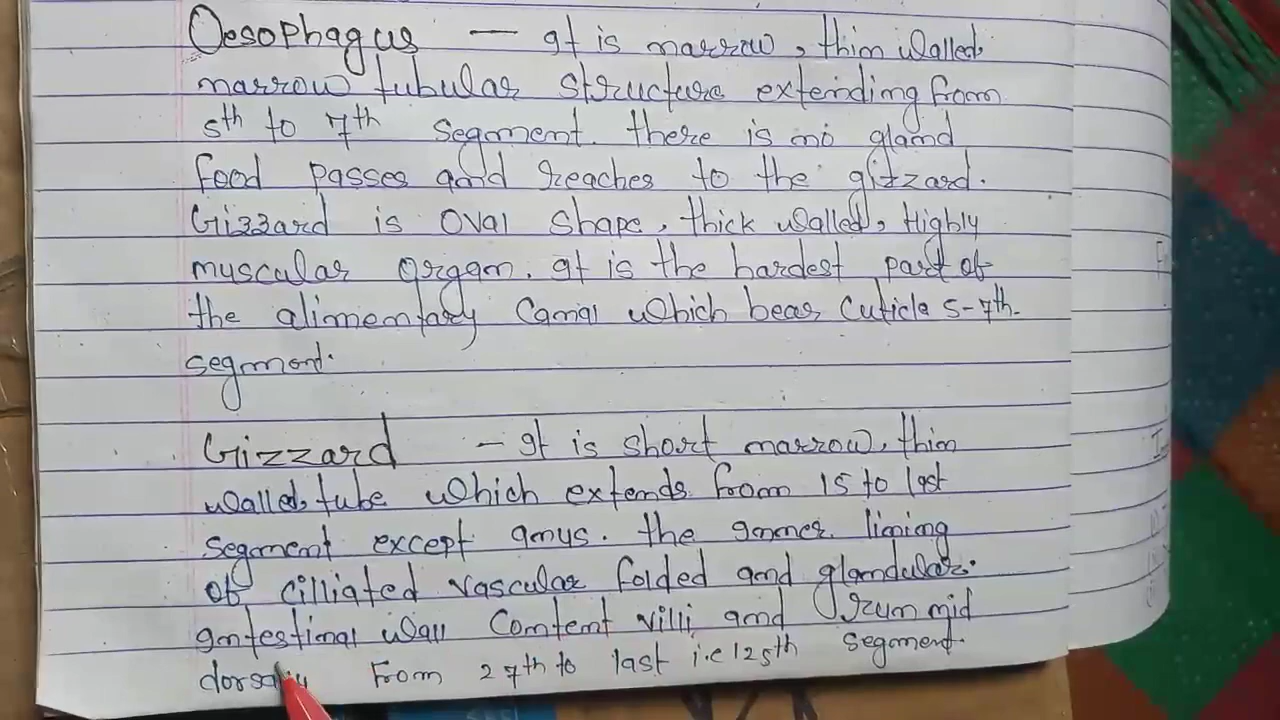 Oesophagus — It is narrow, thin walled,
narrow tubular structure extending from
5th to 7th segment. there is no gland
food passes and reaches to the gizzard.
Gizzard is oval shape, thick walled, Highly
muscular organ. It is the hardest part of
the alimentary Canal which bear Cuticle 5-7th.
segment.
Gizzard — It is short narrow, thin
walled, tube which extends from 15 to last
segment except anus. the Inner lining
of cilliated vascular folded and glandular.
Intestinal wall Content villi and run mid
dorsally from 27th to last i.e 125th segment.